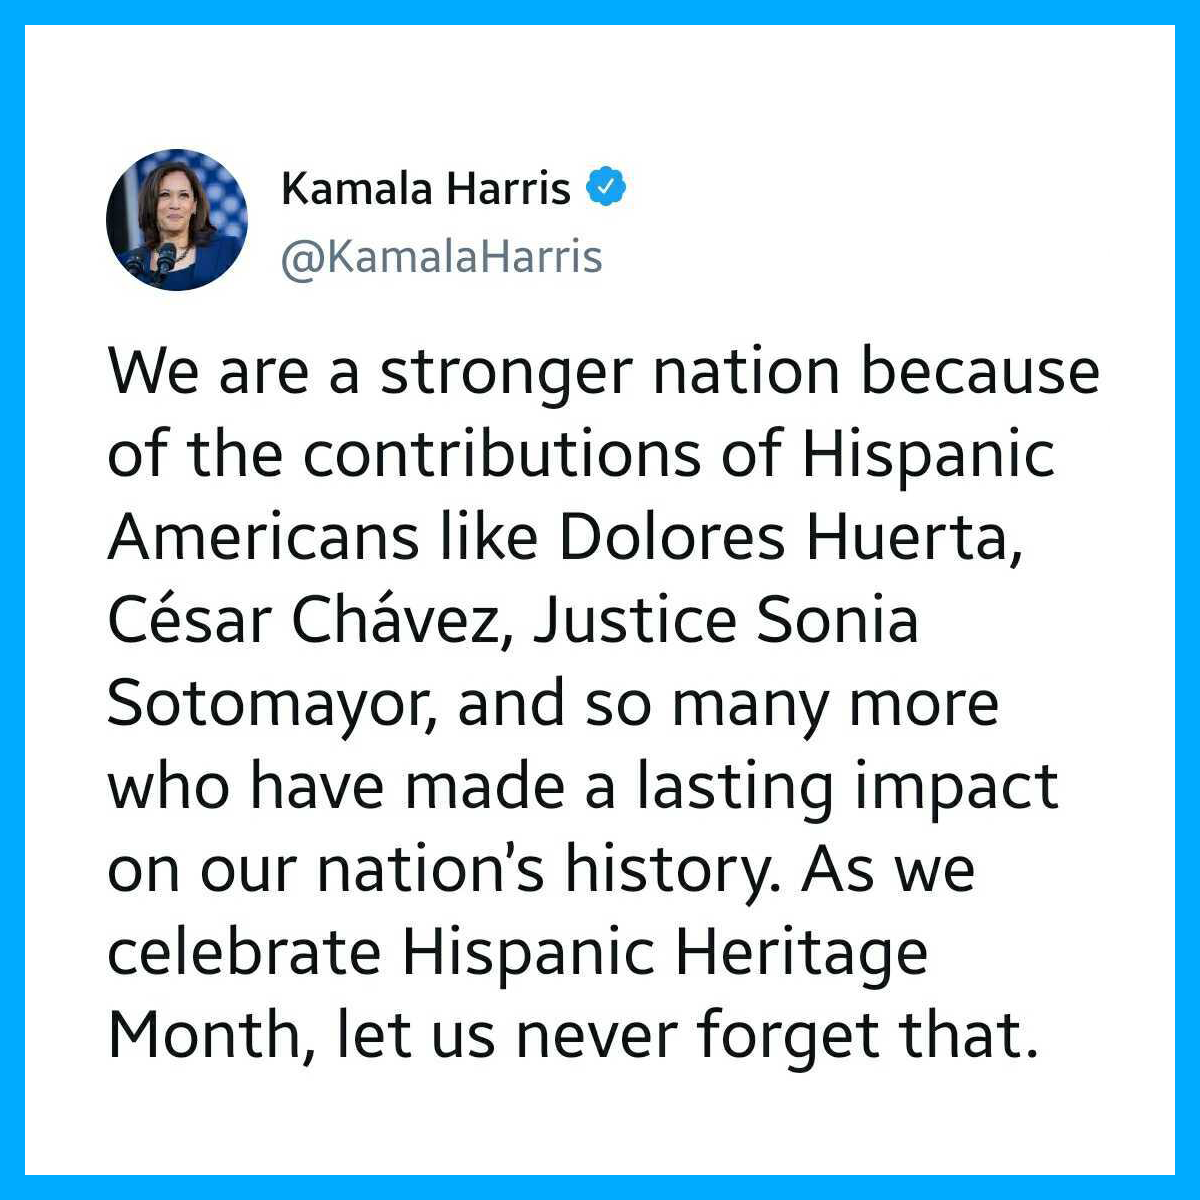 Kamala Harris
@KamalaHarris
We are a stronger nation because
of the contributions of Hispanic
Americans like Dolores Huerta,
César Chávez, Justice Sonia
Sotomayor, and so many more
who have made a lasting impact
on our nation’s history. As we
celebrate Hispanic Heritage
Month, let us never forget that.